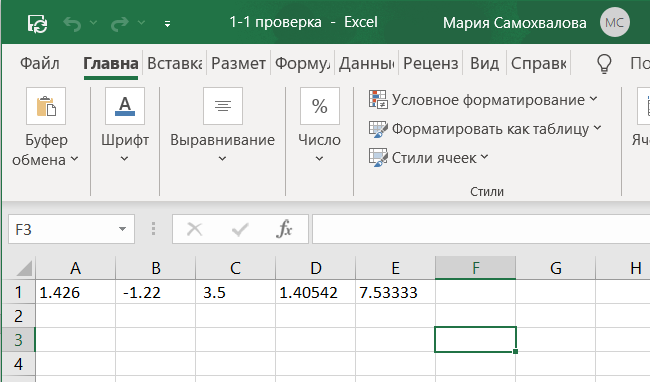 1-1 проверка - Excel Мария Самохвалова МС
Файл Главна Вставка Размет Формул Данны Реценз Вид Справк По
Буфер обмена Шрифт Выравнивание % Число Условное форматирование
Форматировать как таблицу
Стили ячеек
Стили Яче
F3 fx
A B C D E F G H
1 1.426 -1.22 3.5 1.40542 7.53333
2
3
4